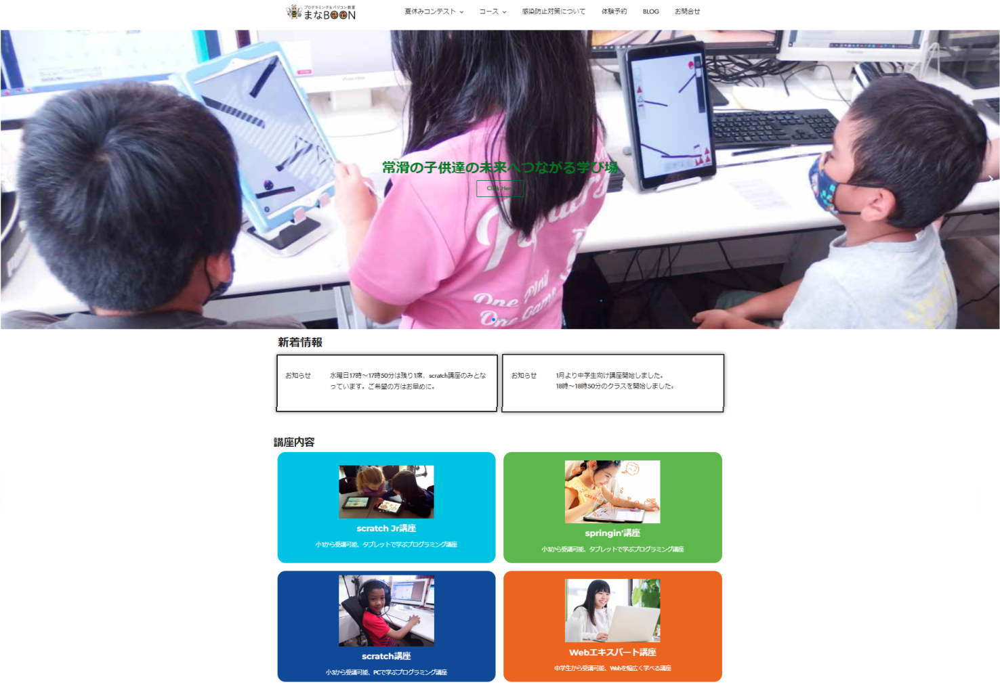 プログラミング&パソコン教室
まなBOON
夏休みコンテスト
コース
感染防止対策について
体験予約
BLOG
お問合せ
常滑の子供達の未来へつながる学び場
Click Here
One Play
One Game
新着情報
お知らせ
水曜日17時～17時50分は残り1席、scratch講座のみとな
っています。ご希望の方はお早めに。
お知らせ
1月より中学生向け講座開始しました。
18時～18時50分のクラスを開始しました。
講座内容
scratch Jr講座
小1から受講可能、タブレットで学ぶプログラミング講座
springin'講座
小3から受講可能、タブレットで学ぶプログラミング講座
scratch講座
小3から受講可能、PCで学ぶプログラミング講座
Webエキスパート講座
中学生から受講可能、Webを幅広く学べる講座